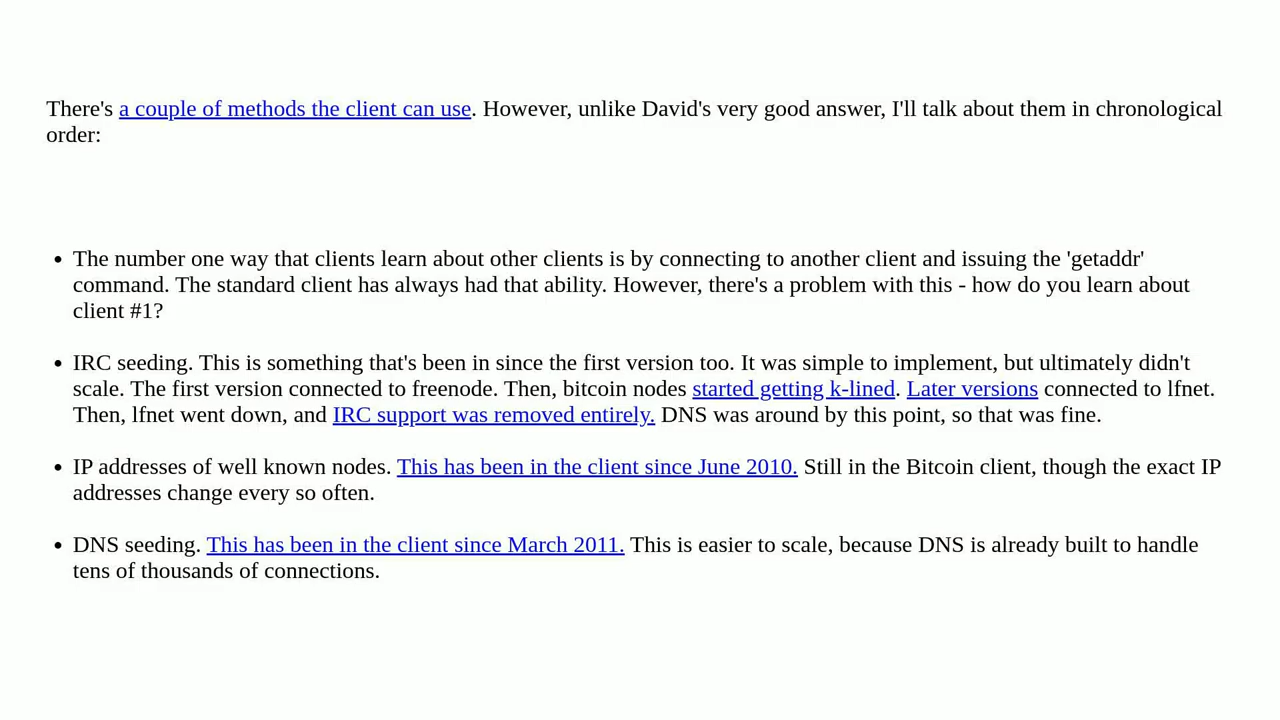 There's a couple of methods the client can use. However, unlike David's very good answer, I'll talk about them in chronological
order:
• The number one way that clients learn about other clients is by connecting to another client and issuing the 'getaddr'
command. The standard client has always had that ability. However, there's a problem with this - how do you learn about
client #1?
• IRC seeding. This is something that's been in since the first version too. It was simple to implement, but ultimately didn't
scale. The first version connected to freenode. Then, bitcoin nodes started getting k-lined. Later versions connected to lfnet.
Then, lfnet went down, and IRC support was removed entirely. DNS was around by this point, so that was fine.
• IP addresses of well known nodes. This has been in the client since June 2010. Still in the Bitcoin client, though the exact IP
addresses change every so often.
• DNS seeding. This has been in the client since March 2011. This is easier to scale, because DNS is already built to handle
tens of thousands of connections.